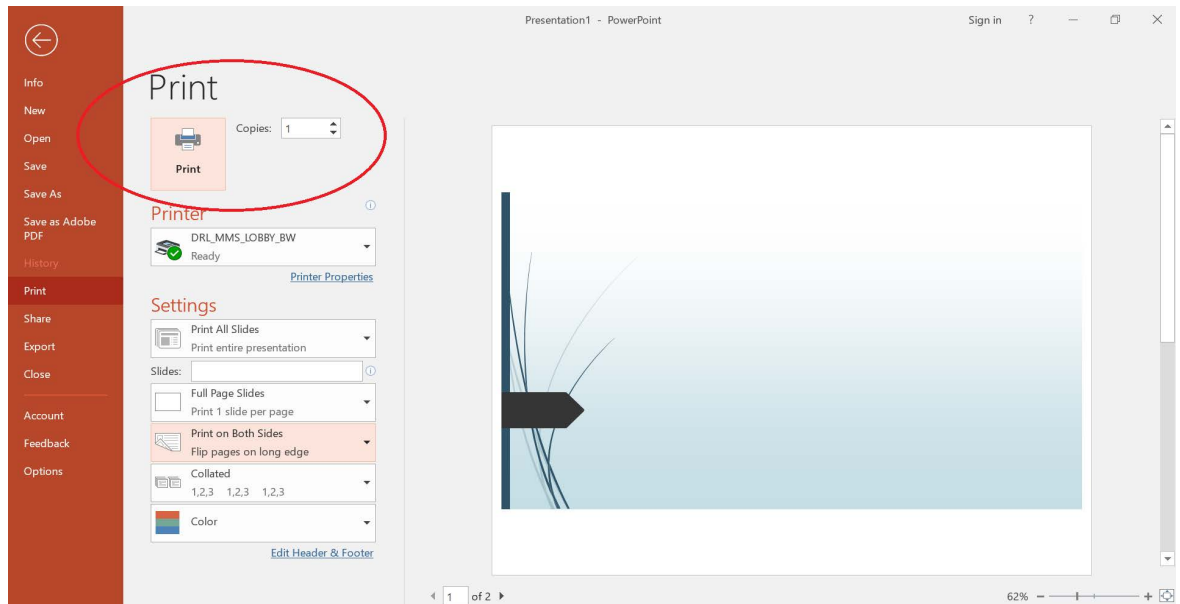 Presentation1 - PowerPoint
Sign in ?
Info
New
Open
Save
Save As
Save as Adobe
PDF
History
Print
Share
Export
Close
Account
Feedback
Options
Print
Copies: 1
Print
Printer
DRL_MMS_LOBBY_BW
Ready
Printer Properties
Settings
Print All Slides
Print entire presentation
Slides:
Full Page Slides
Print 1 slide per page
Print on Both Sides
Flip pages on long edge
Collated
1,2,3 1,2,3 1,2,3
Color
Edit Header & Footer
1 of 2
62%